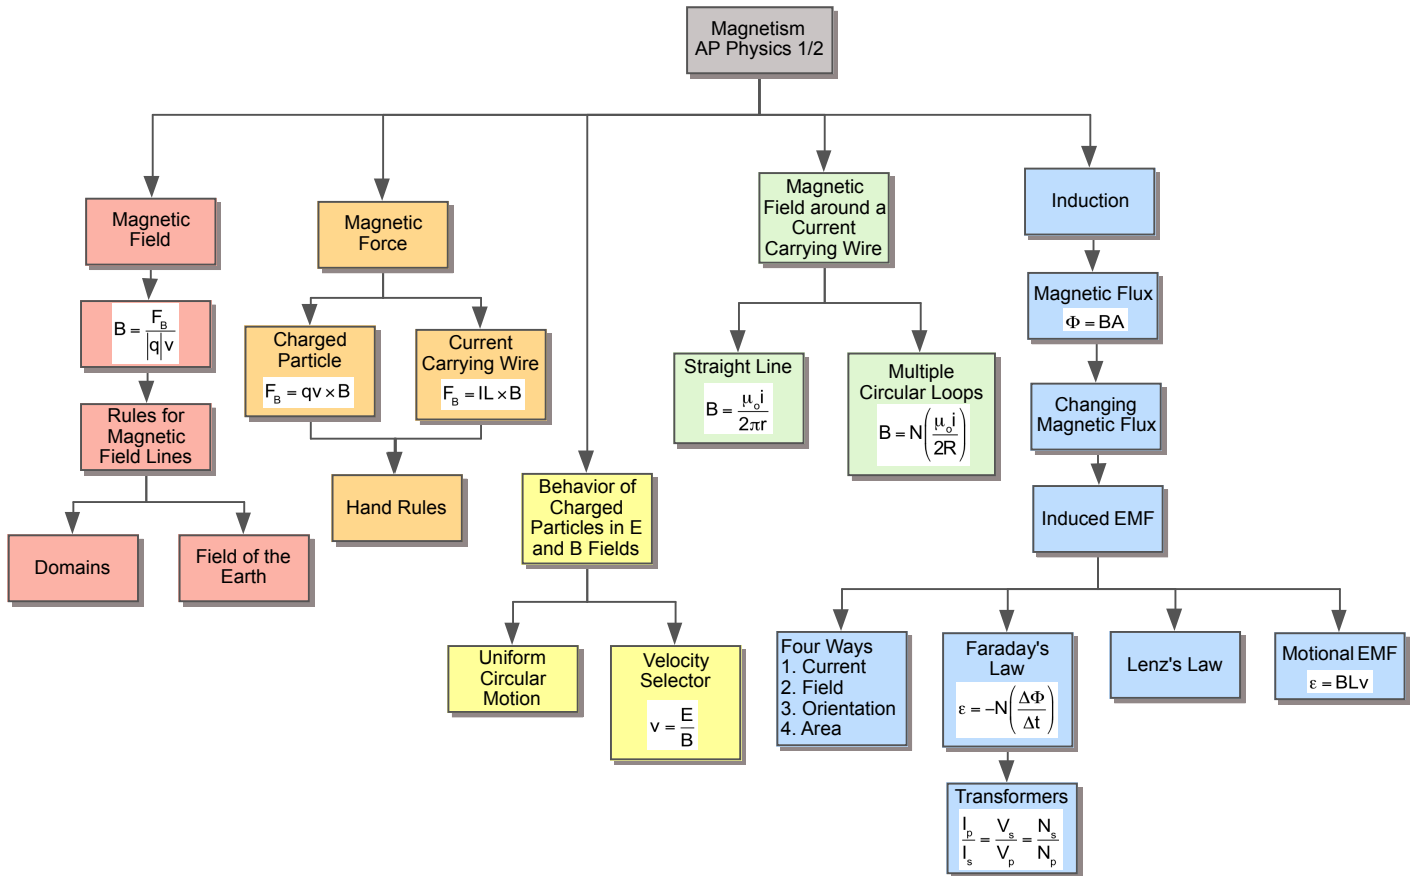 Magnetism
AP Physics 1/2
Magnetic
Field
B = F_B / |q|v
Rules for
Magnetic
Field Lines
Domains
Field of the
Earth
Magnetic
Force
Charged
Particle
F_B = qv × B
Current
Carrying Wire
F_B = IL × B
Hand Rules
Behavior of
Charged
Particles in E
and B Fields
Uniform
Circular
Motion
Velocity
Selector
v = E / B
Magnetic
Field around a
Current
Carrying Wire
Straight Line
B = μ_o i / 2πr
Multiple
Circular Loops
B = N(μ_o i / 2R)
Induction
Magnetic Flux
Φ = BA
Changing
Magnetic Flux
Induced EMF
Four Ways
1. Current
2. Field
3. Orientation
4. Area
Faraday's
Law
ε = –N(ΔΦ / Δt)
Transformers
I_p / I_s = V_s / V_p = N_s / N_p
Lenz's Law
Motional EMF
ε = BLv